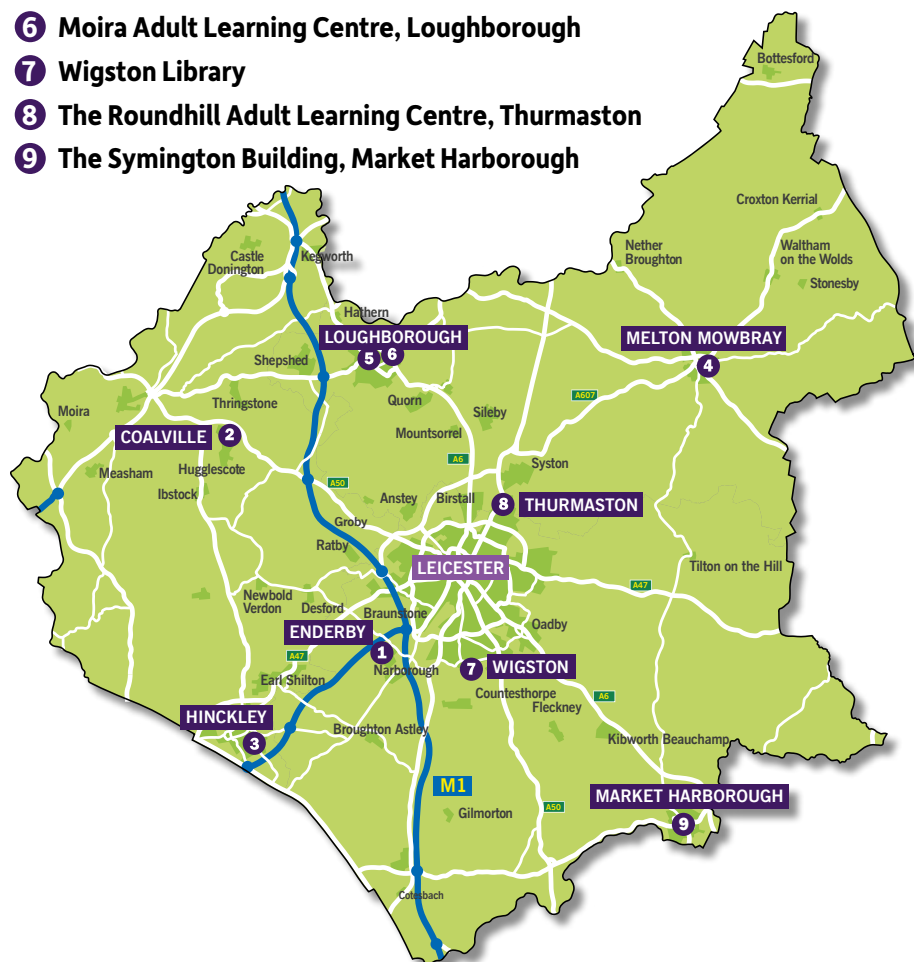 6 Moira Adult Learning Centre, Loughborough
7 Wigston Library
8 The Roundhill Adult Learning Centre, Thurmaston
9 The Symington Building, Market Harborough
Bottesford
Croxton Kerrial
Nether
Broughton
Waltham
on the Wolds
Stonesby
Castle
Donington
Kegworth
Hathern
LOUGHBOROUGH
5
6
MELTON MOWBRAY
4
Shepshed
A607
Moira
Thringstone
Quorn
Sileby
Mountsorrel
COALVILLE
2
A6
Hugglescote
Measham
Ibstock
Syston
A50
Anstey
Birstall
8
THURMASTON
Groby
Ratby
LEICESTER
Tilton on the Hill
A47
Newbold
Verdon
Desford
Braunstone
Oadby
ENDERBY
1
A47
Narborough
7
WIGSTON
Earl Shilton
Countesthorpe
Fleckney
A6
HINCKLEY
3
Broughton Astley
Kibworth Beauchamp
M1
MARKET HARBOROUGH
9
Gilmorton
A50
Cotesbach